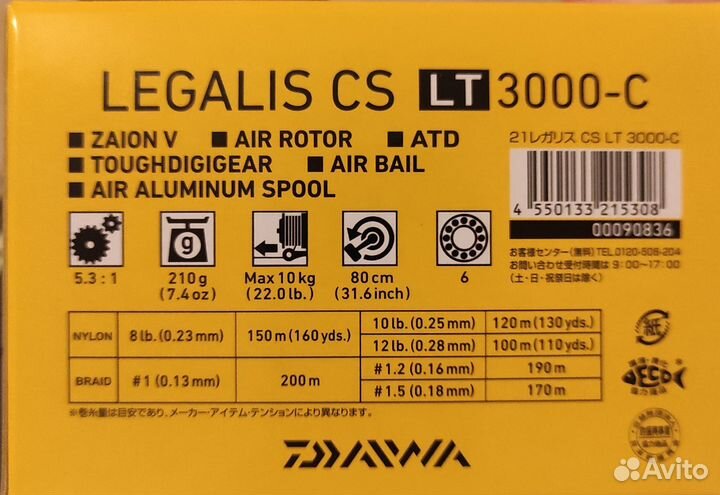 LEGALIS CS LT 3000-C
■ ZAION V ■ AIR ROTOR ■ ATD
■ TOUGHDIGIGEAR ■ AIR BAIL
■ AIR ALUMINUM SPOOL
21レガリス CS LT 3000-C
4 550133 215308
00090836
お客様センター(無料)TEL.0120-506-204
お問い合わせ受付時間は 9:00〜17:00
(土・日・祝祭日は除く)
g
5.3 : 1 210 g Max 10 kg 80 cm 6
(7.4 oz) (22.0 lb.) (31.6 inch)
NYLON 8 lb. (0.23 mm) 150 m (160 yds.) 10 lb. (0.25 mm) 120 m (130 yds.)
12 lb. (0.28 mm) 100 m (110 yds.)
BRAID #1 (0.13 mm) 200 m #1.2 (0.16 mm) 190 m
#1.5 (0.18 mm) 170 m
※巻糸量は目安であり、メーカー・アイテム・テンションにより異なります。
紙
ECO
DAIWA
Avito